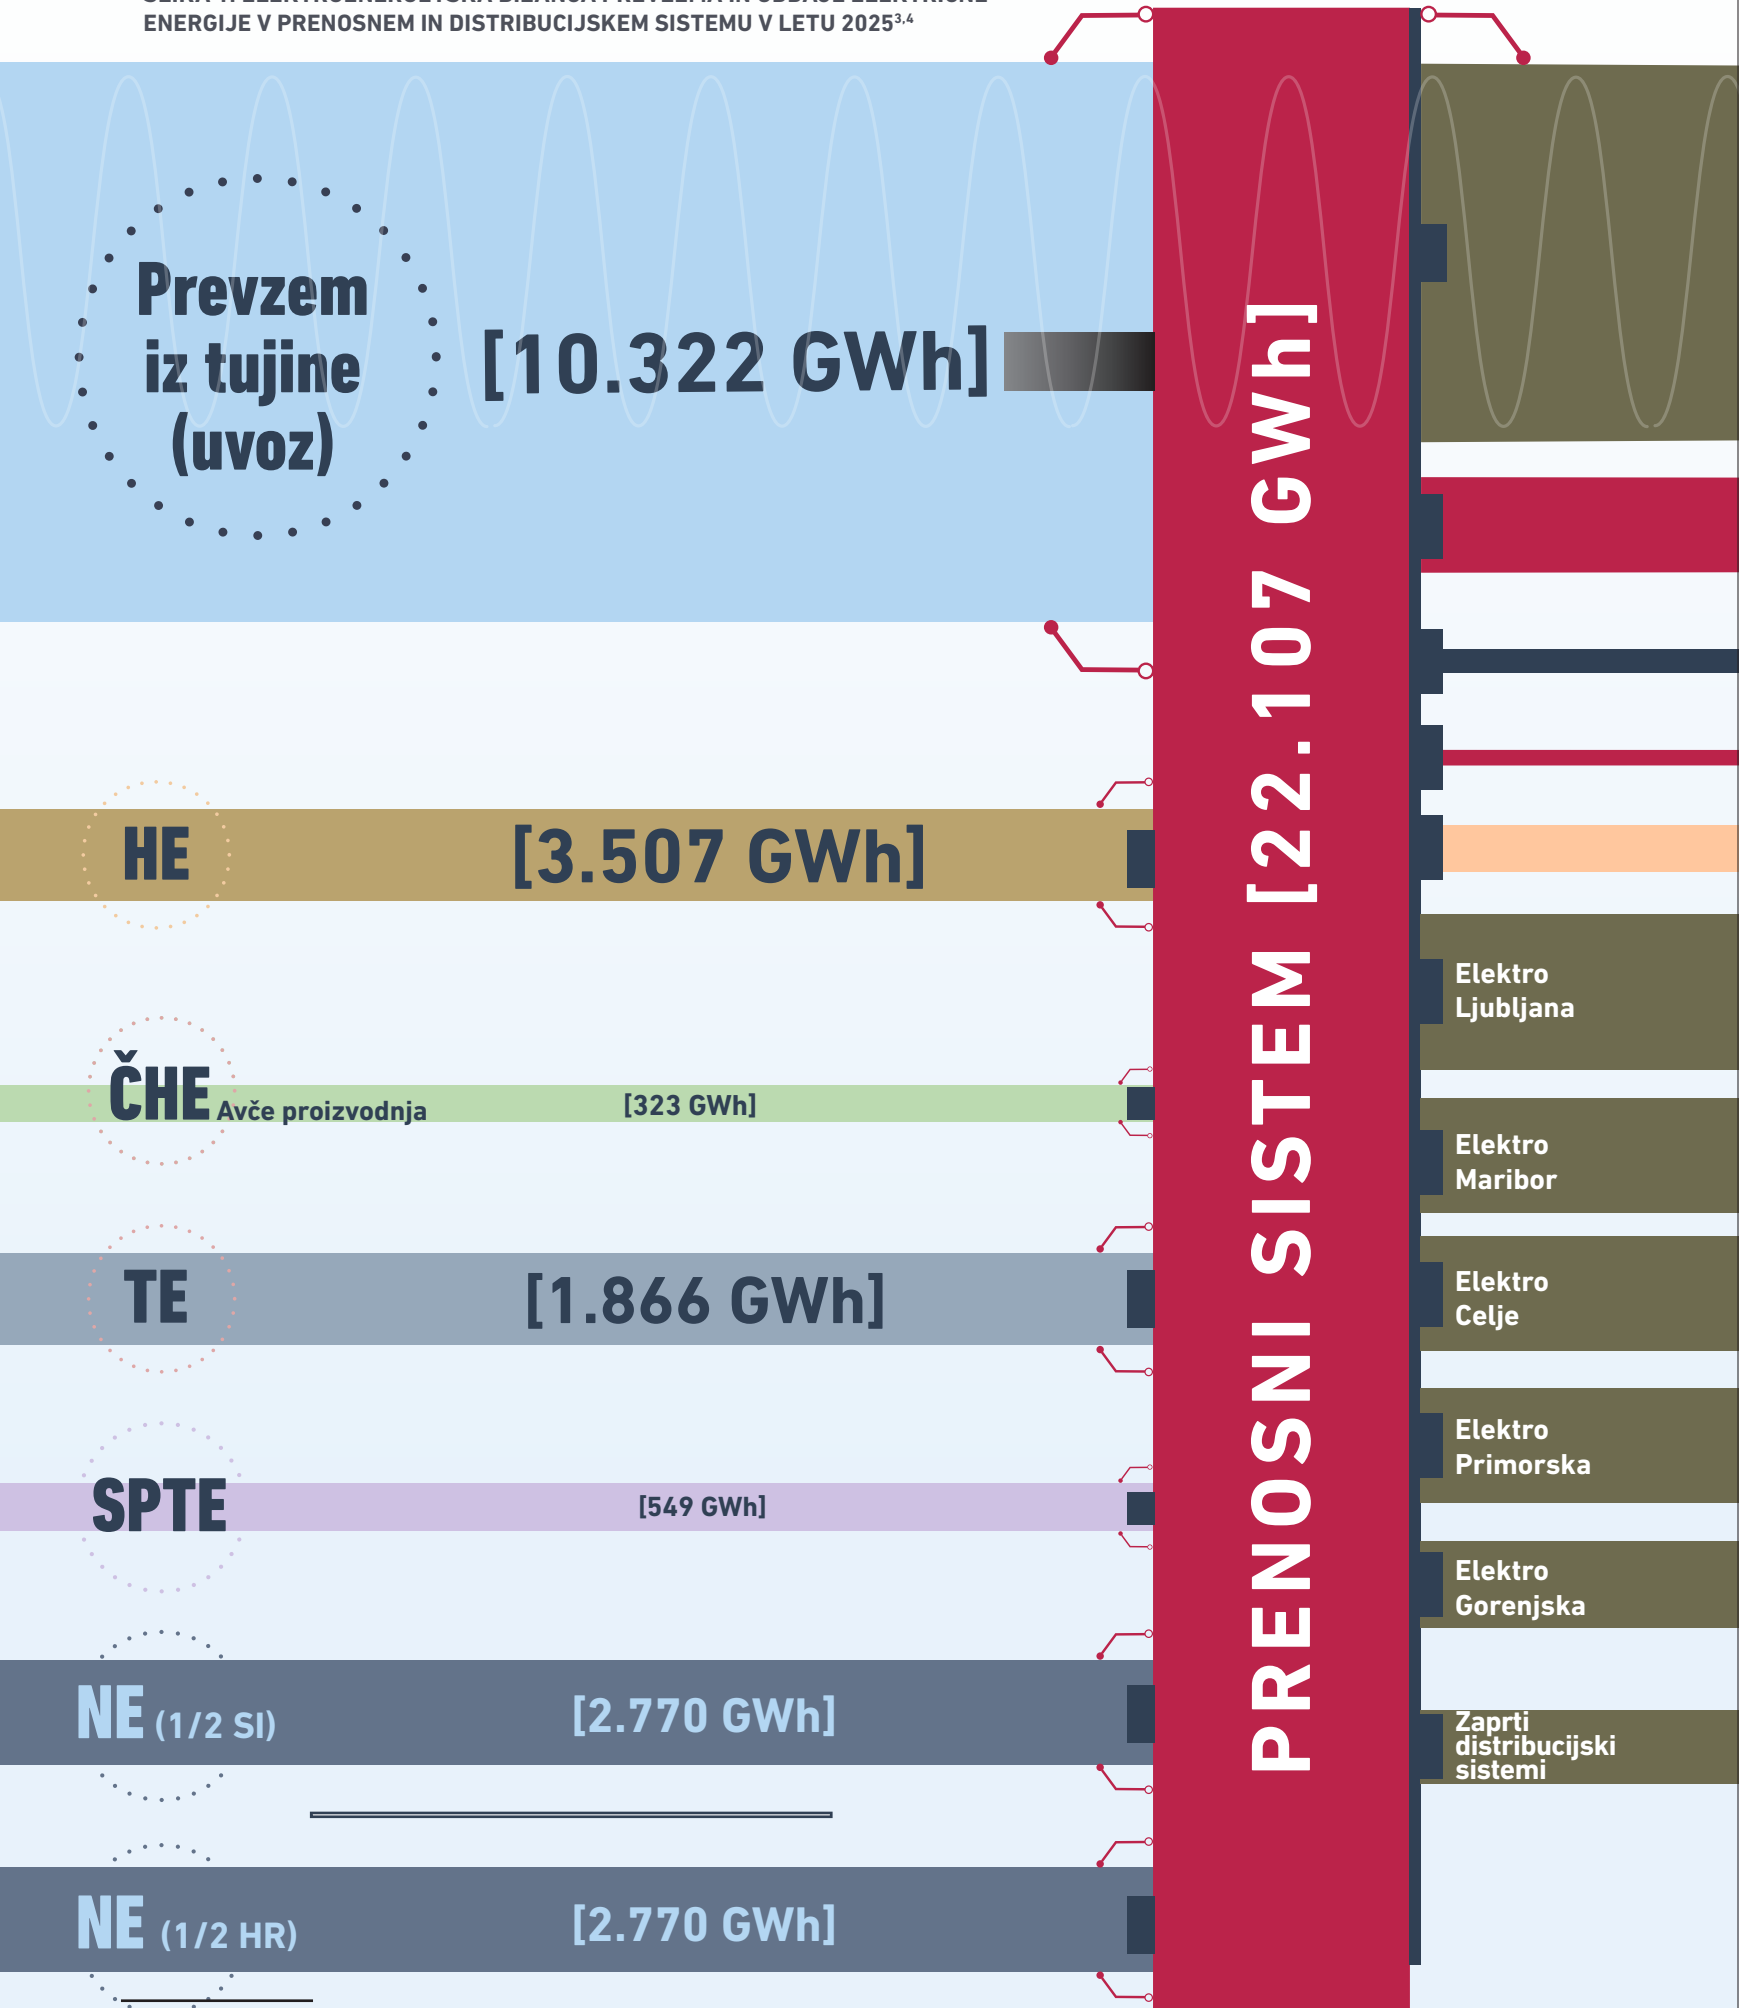 ENERGIJE V PRENOSNEM IN DISTRIBUCIJSKEM SISTEMU V LETU 2025³,⁴
Prevzem
iz tujine
(uvoz)
[10.322 GWh]
HE
[3.507 GWh]
ČHE Avče proizvodnja
[323 GWh]
TE
[1.866 GWh]
SPTE
[549 GWh]
NE (1/2 SI)
[2.770 GWh]
NE (1/2 HR)
[2.770 GWh]
PRENOSNI SISTEM [22.107 GWh]
Elektro
Ljubljana
Elektro
Maribor
Elektro
Celje
Elektro
Primorska
Elektro
Gorenjska
Zaprti
distribucijski
sistemi